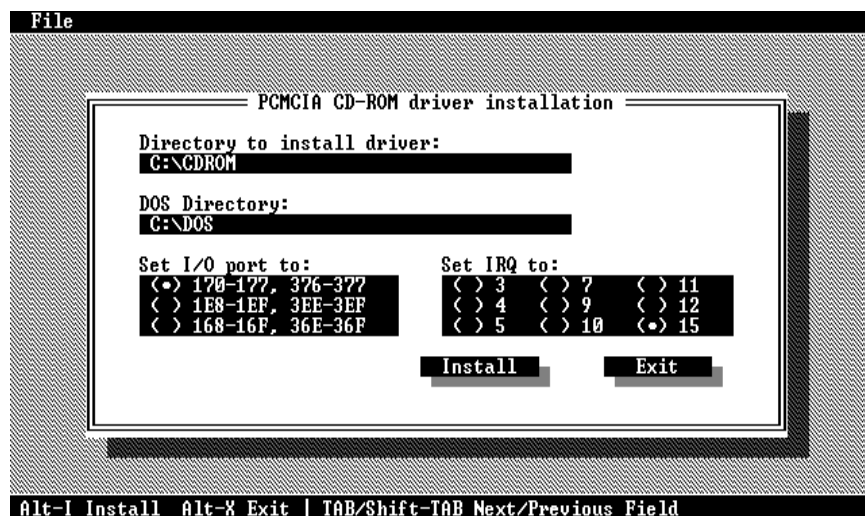 File
PCMCIA CD-ROM driver installation
Directory to install driver:
C:\CDROM
DOS Directory:
C:\DOS
Set I/O port to:
(•) 170-177, 376-377
( ) 1E8-1EF, 3EE-3EF
( ) 168-16F, 36E-36F
Set IRQ to:
( ) 3 ( ) 7 ( ) 11
( ) 4 ( ) 9 ( ) 12
( ) 5 ( ) 10 (•) 15
Install Exit
Alt-I Install Alt-X Exit | TAB/Shift-TAB Next/Previous Field